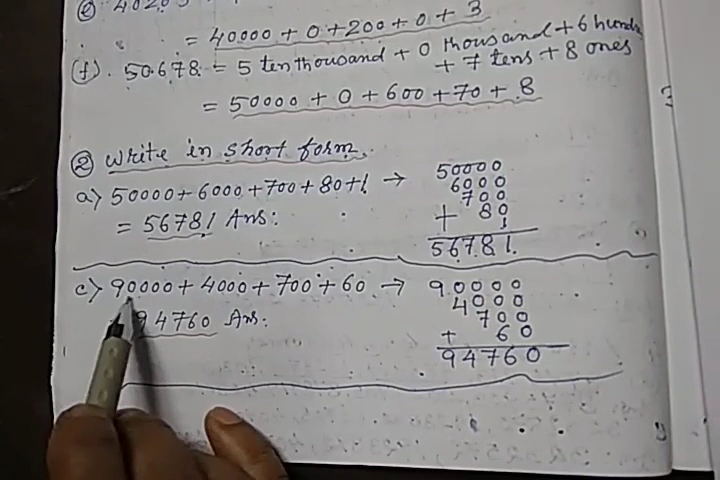 = 40000 + 0 + 200 + 0 + 3
(f). 50678 = 5 ten thousand + 0 thousand + 6 
+ 7 tens + 8 ones
= 50000 + 0 + 600 + 70 + 8
② Write in short form.
a) 50000 + 6000 + 700 + 80 + 1 →
= 56781 Ans:
50000
6000
700
+ 80
1
56781
c) 90000 + 4000 + 700 + 60 →
94760 Ans:
90000
4000
700
+ 60
94760